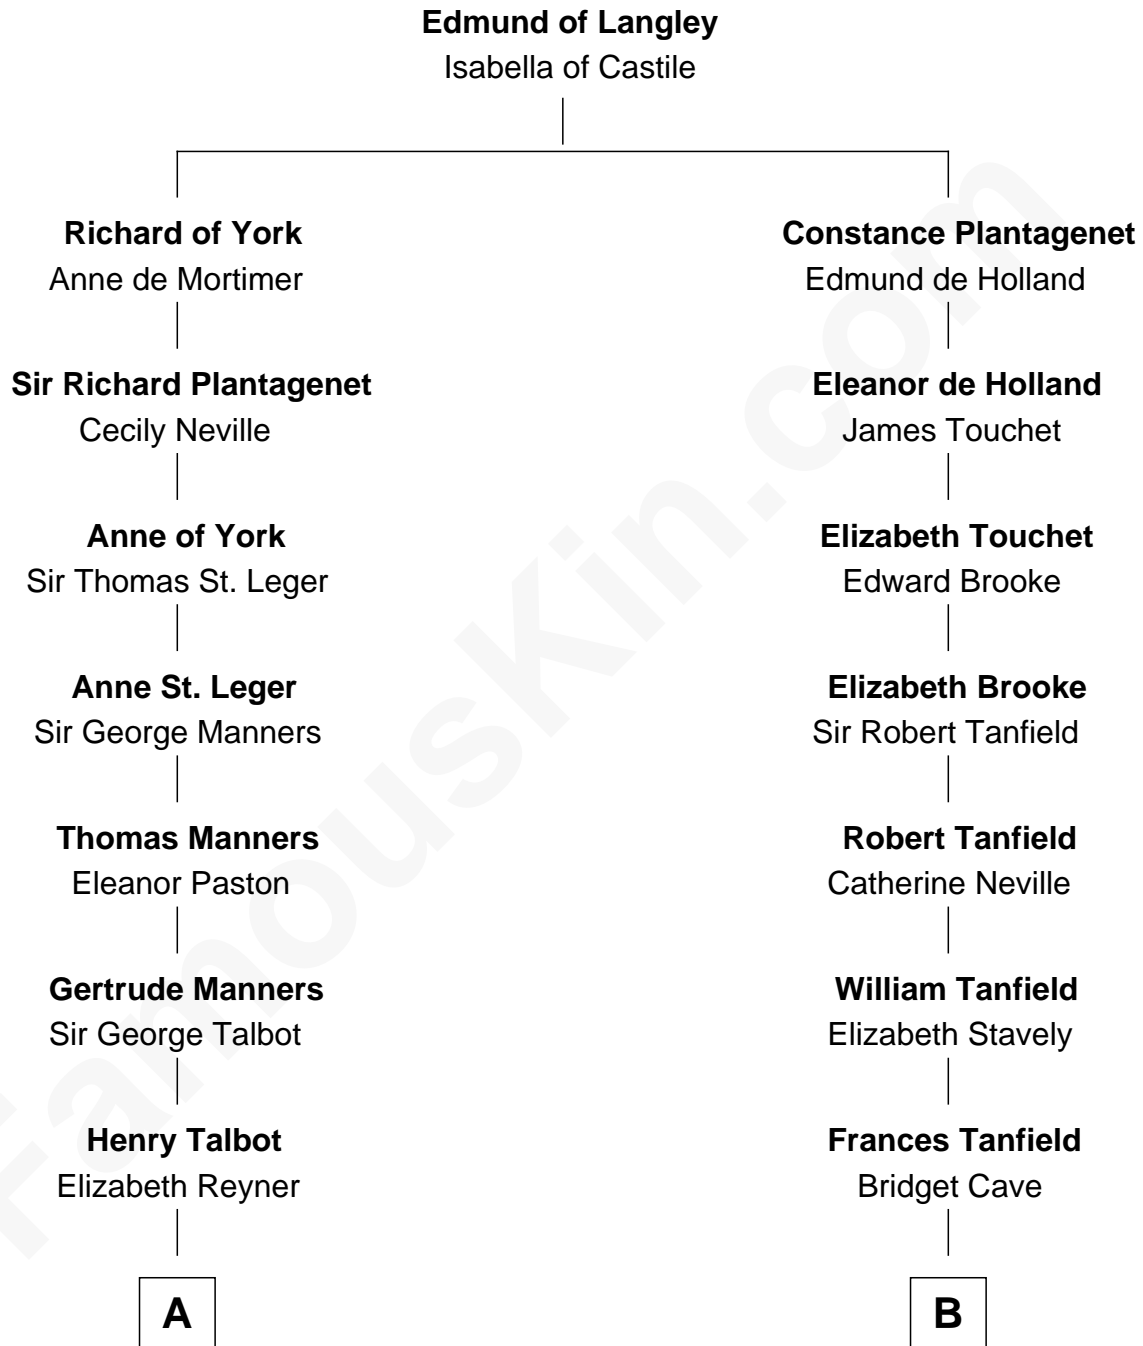 Edmund of Langley
Isabella of Castile
Richard of York
Anne de Mortimer
Sir Richard Plantagenet
Cecily Neville
Anne of York
Sir Thomas St. Leger
Anne St. Leger
Sir George Manners
Thomas Manners
Eleanor Paston
Gertrude Manners
Sir George Talbot
Henry Talbot
Elizabeth Reyner
A
Constance Plantagenet
Edmund de Holland
Eleanor de Holland
James Touchet
Elizabeth Touchet
Edward Brooke
Elizabeth Brooke
Sir Robert Tanfield
Robert Tanfield
Catherine Neville
William Tanfield
Elizabeth Stavely
Frances Tanfield
Bridget Cave
B
FamousKin.com